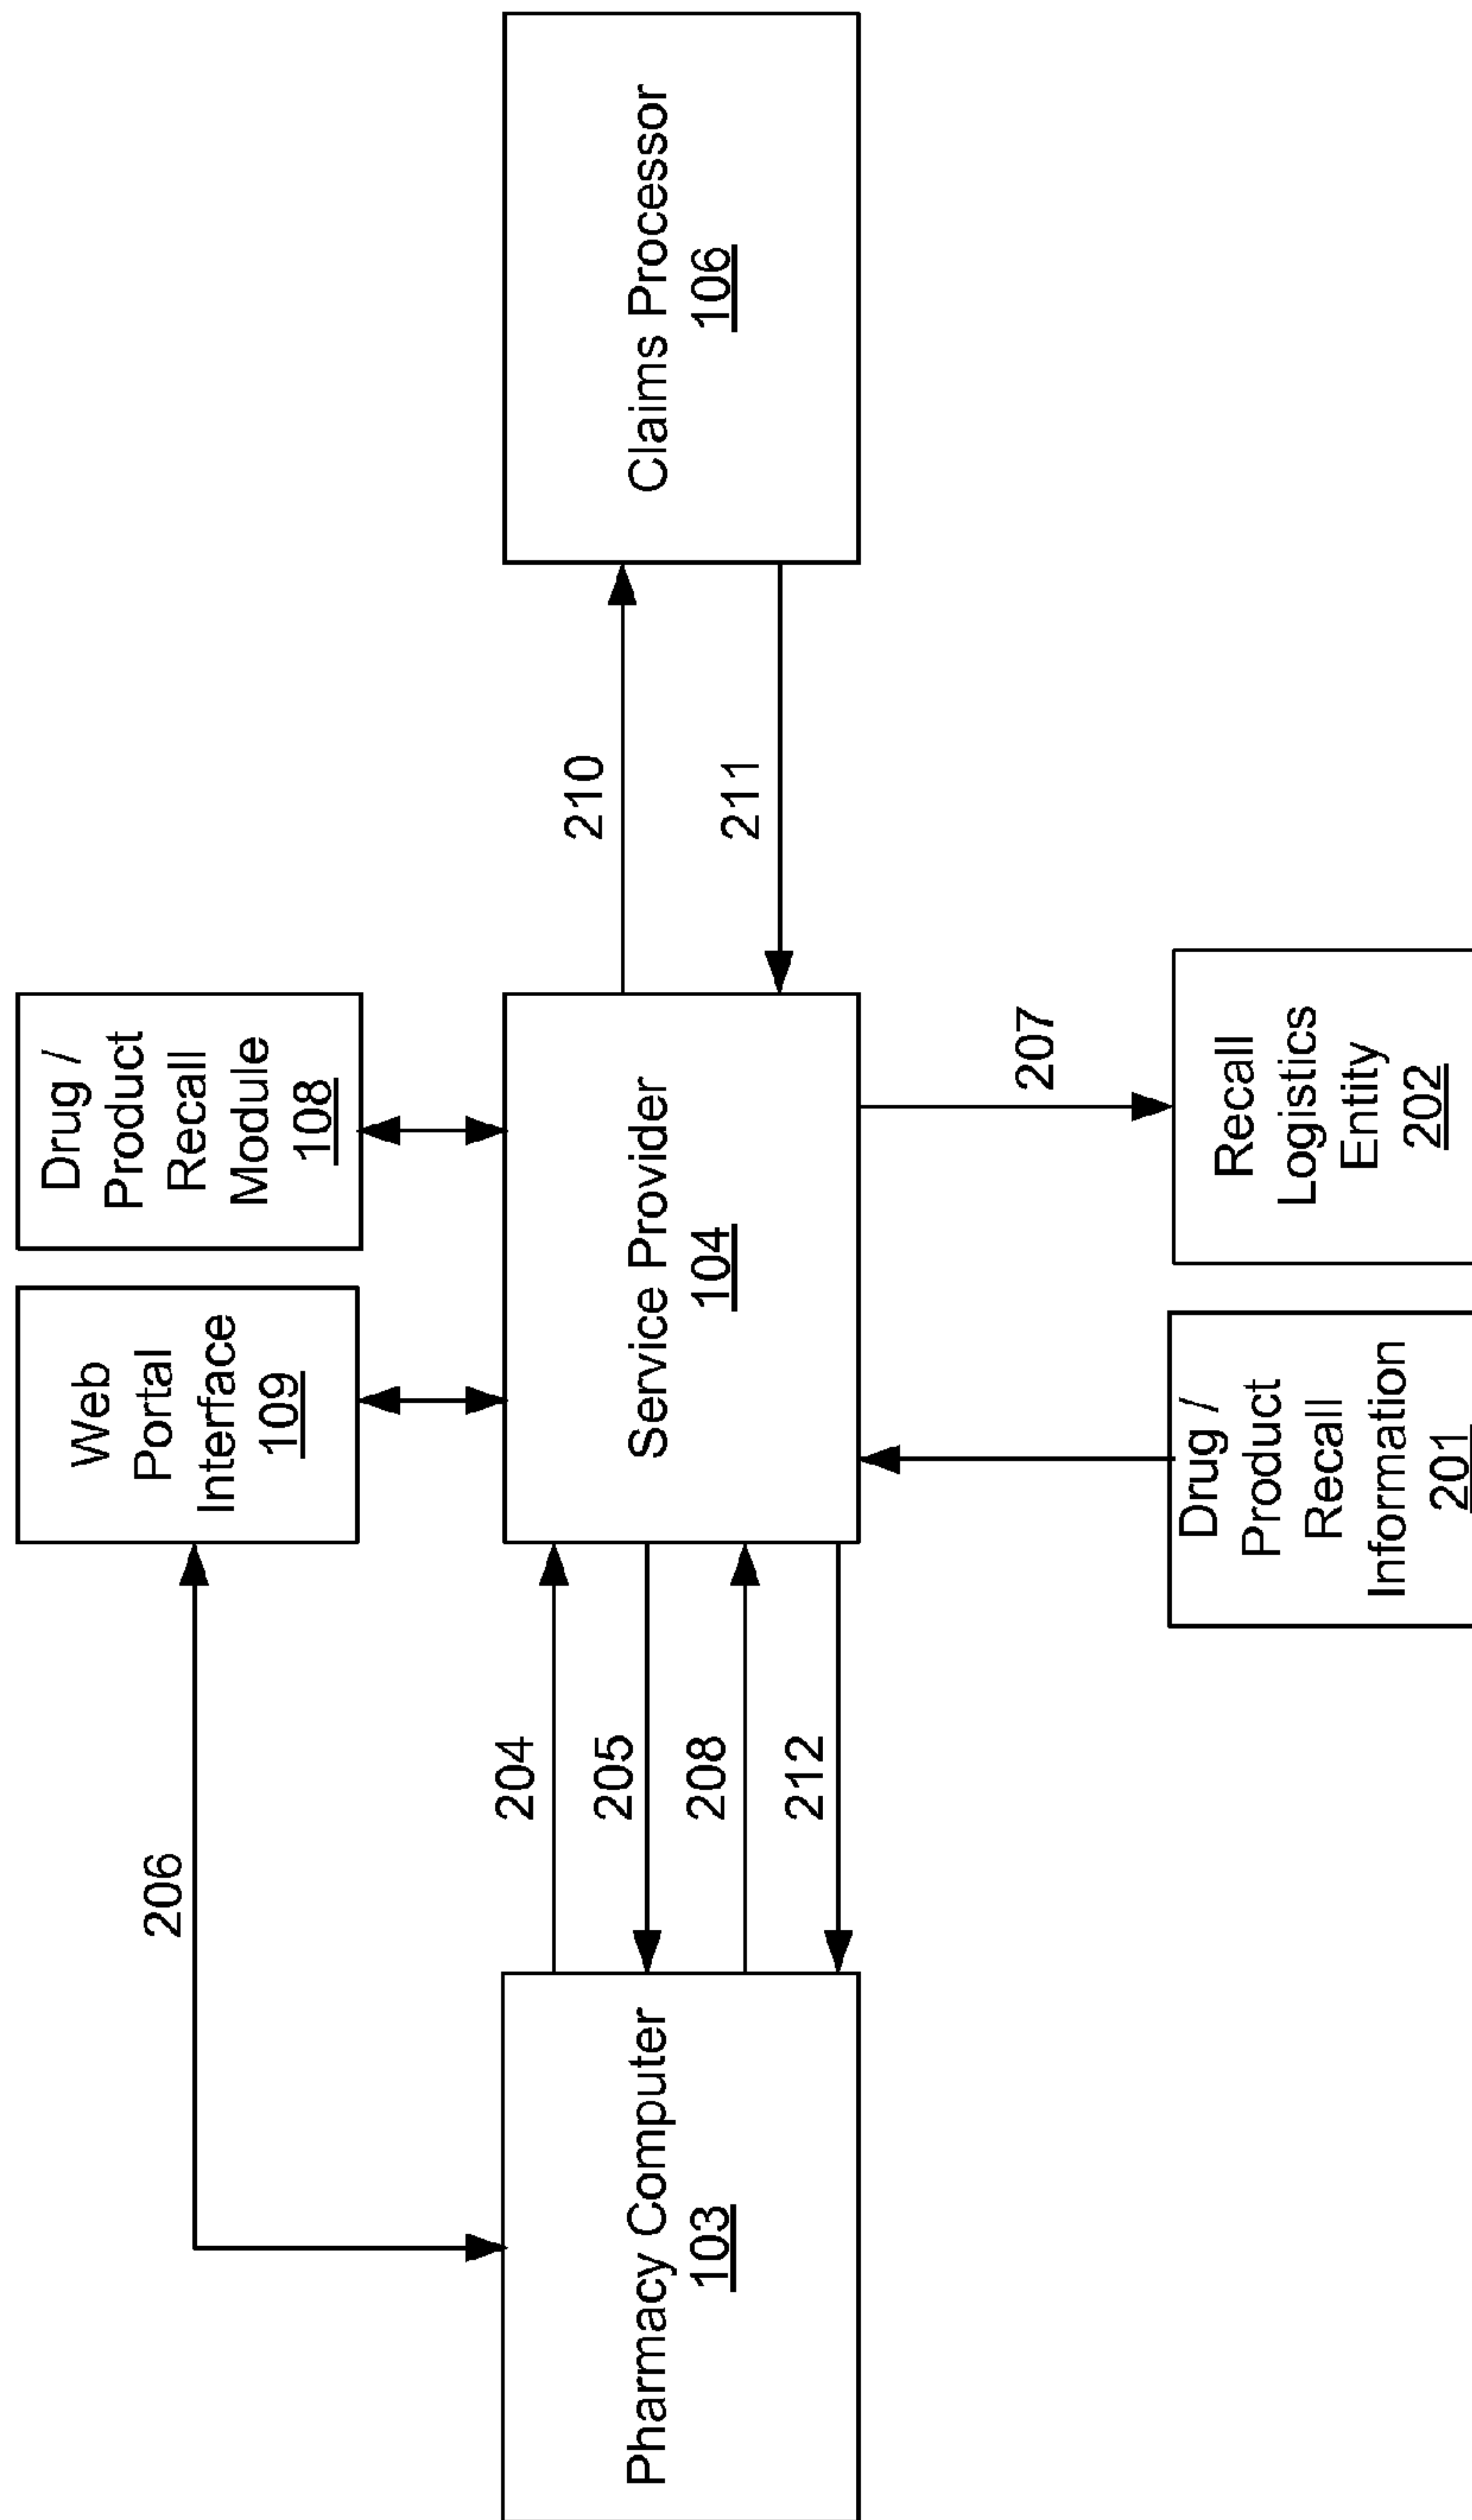 Web
Portal
Interface
109
Drug /
Product
Recall
Module
108
206
204
205
208
212
210
211
Pharmacy Computer
103
Service Provider
104
Claims Processor
106
207
Drug /
Product
Recall
Information
201
Recall
Logistics
Entity
202